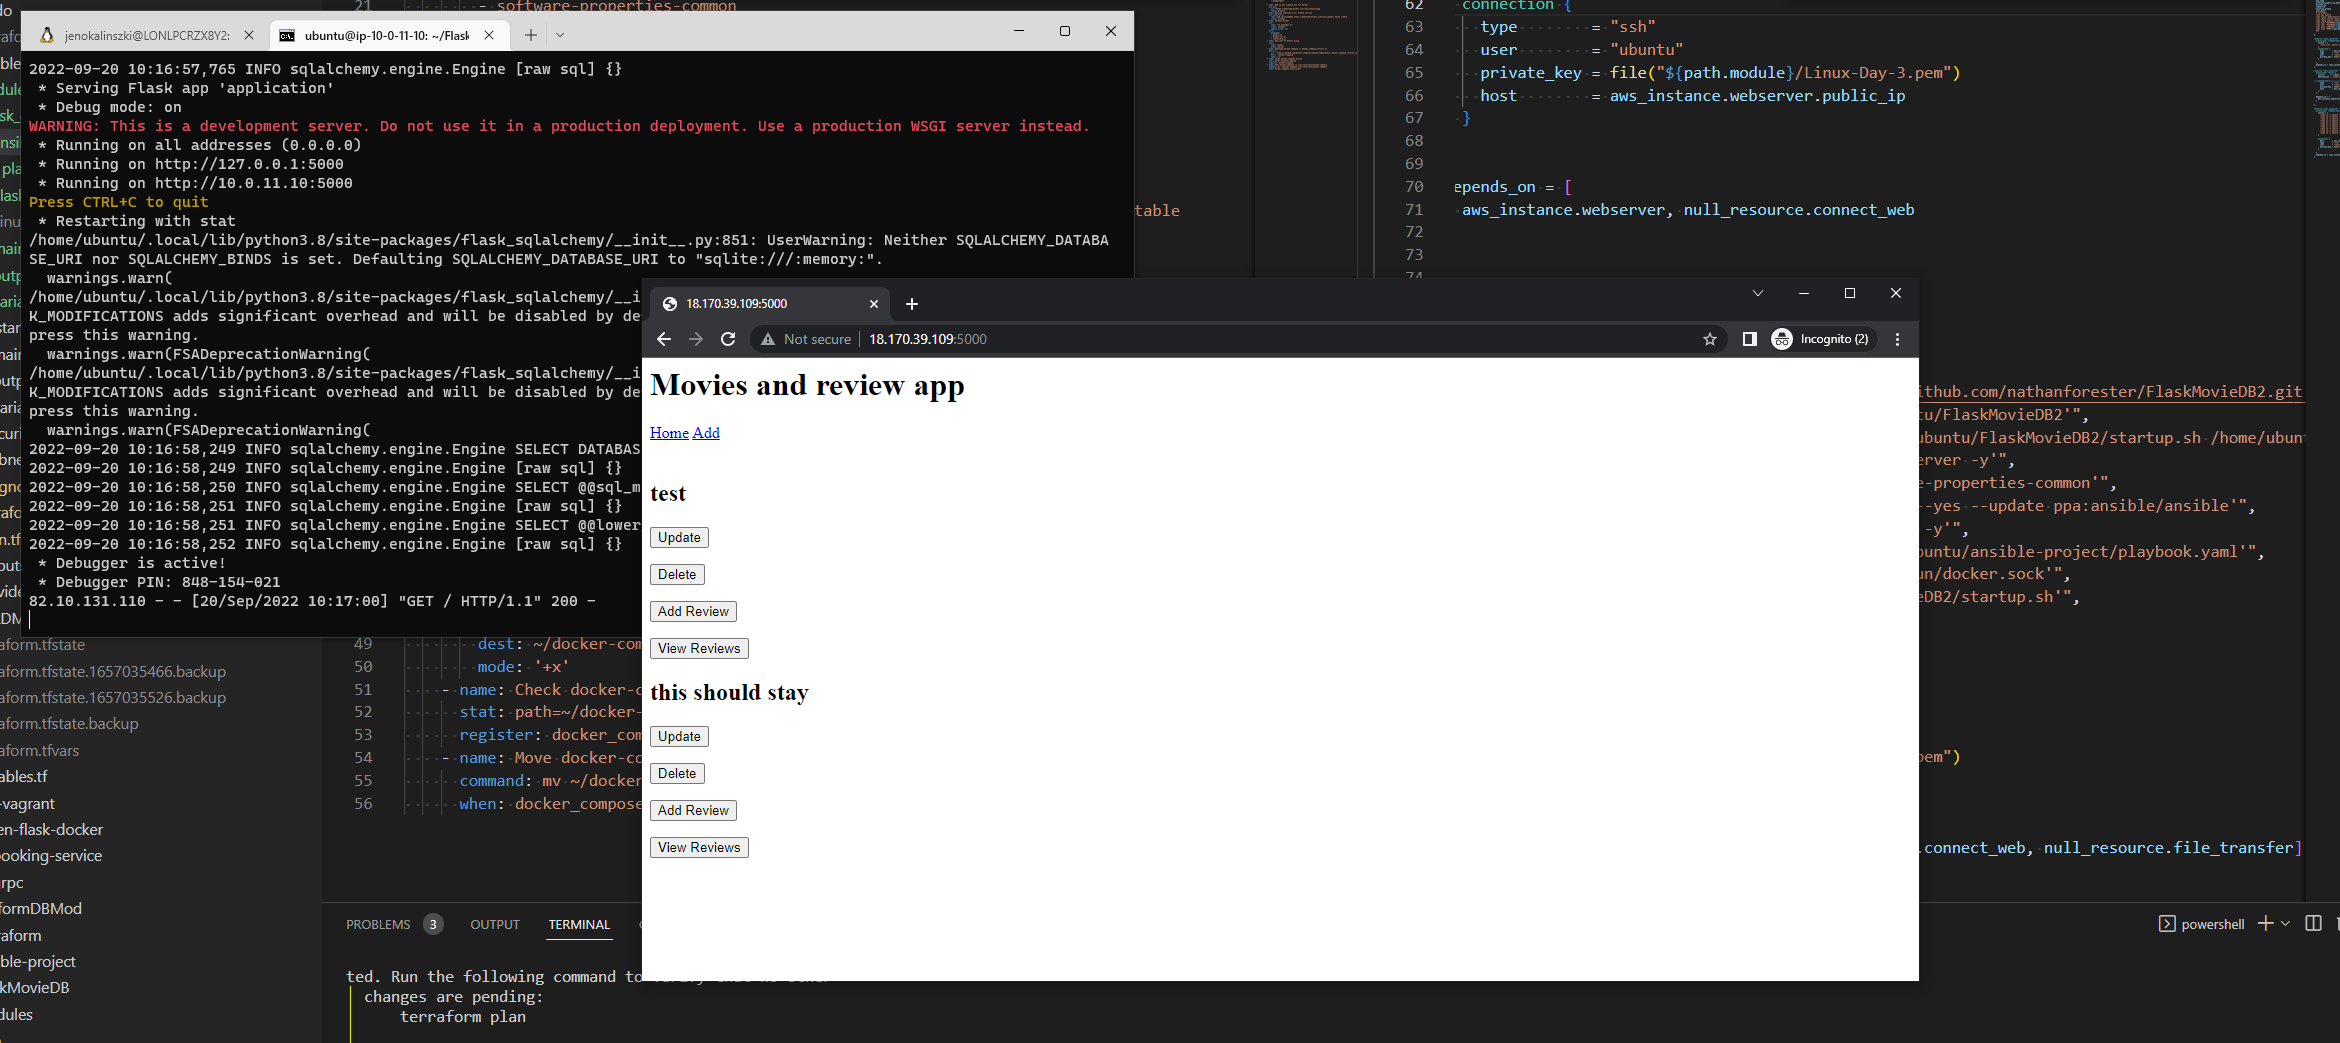 jenokalinszki@LONLPCRZX8Y2:
ubuntu@ip-10-0-11-10: ~/Flask
2022-09-20 10:16:57,765 INFO sqlalchemy.engine.Engine [raw sql] {}
* Serving Flask app 'application'
* Debug mode: on
WARNING: This is a development server. Do not use it in a production deployment. Use a production WSGI server instead.
* Running on all addresses (0.0.0.0)
* Running on http://127.0.0.1:5000
* Running on http://10.0.11.10:5000
Press CTRL+C to quit
* Restarting with stat
/home/ubuntu/.local/lib/python3.8/site-packages/flask_sqlalchemy/__init__.py:851: UserWarning: Neither SQLALCHEMY_DATABA
SE_URI nor SQLALCHEMY_BINDS is set. Defaulting SQLALCHEMY_DATABASE_URI to "sqlite:///:memory:".
warnings.warn(
/home/ubuntu/.local/lib/python3.8/site-packages/flask_sqlalchemy/__i
K_MODIFICATIONS adds significant overhead and will be disabled by de
press this warning.
warnings.warn(FSADeprecationWarning(
/home/ubuntu/.local/lib/python3.8/site-packages/flask_sqlalchemy/__i
K_MODIFICATIONS adds significant overhead and will be disabled by de
press this warning.
warnings.warn(FSADeprecationWarning(
2022-09-20 10:16:58,249 INFO sqlalchemy.engine.Engine SELECT DATABAS
2022-09-20 10:16:58,249 INFO sqlalchemy.engine.Engine [raw sql] {}
2022-09-20 10:16:58,250 INFO sqlalchemy.engine.Engine SELECT @@sql_m
2022-09-20 10:16:58,251 INFO sqlalchemy.engine.Engine [raw sql] {}
2022-09-20 10:16:58,251 INFO sqlalchemy.engine.Engine SELECT @@lower
2022-09-20 10:16:58,252 INFO sqlalchemy.engine.Engine [raw sql] {}
* Debugger is active!
* Debugger PIN: 848-154-021
82.10.131.110 - - [20/Sep/2022 10:17:00] "GET / HTTP/1.1" 200 -
21 - software-properties-common
table
62 connection {
63 type = "ssh"
64 user = "ubuntu"
65 private_key = file("${path.module}/Linux-Day-3.pem")
66 host = aws_instance.webserver.public_ip
67 }
68
69
70 epends_on = [
71 aws_instance.webserver, null_resource.connect_web
72
73
74
18.170.39.109:5000
Not secure | 18.170.39.109:5000
Incognito (2)
Movies and review app
Home Add
test
Update
Delete
Add Review
View Reviews
this should stay
Update
Delete
Add Review
View Reviews
ithub.com/nathanforester/FlaskMovieDB2.git
tu/FlaskMovieDB2'",
ubuntu/FlaskMovieDB2/startup.sh /home/ubun
erver -y'",
e-properties-common'",
--yes --update ppa:ansible/ansible'",
-y'",
buntu/ansible-project/playbook.yaml'",
un/docker.sock'",
eDB2/startup.sh'",
pem")
.connect_web, null_resource.file_transfer]
49 dest: ~/docker-com
50 mode: '+x'
51 - name: Check docker-c
52 stat: path=~/docker-
53 register: docker_com
54 - name: Move docker-co
55 command: mv ~/docker
56 when: docker_compose
aform.tfstate
aform.tfstate.1657035466.backup
aform.tfstate.1657035526.backup
aform.tfstate.backup
aform.tfvars
ables.tf
-vagrant
en-flask-docker
ooking-service
grpc
formDBMod
aform
ble-project
kMovieDB
dules
PROBLEMS 3 OUTPUT TERMINAL
powershell
ted. Run the following command to
changes are pending:
terraform plan